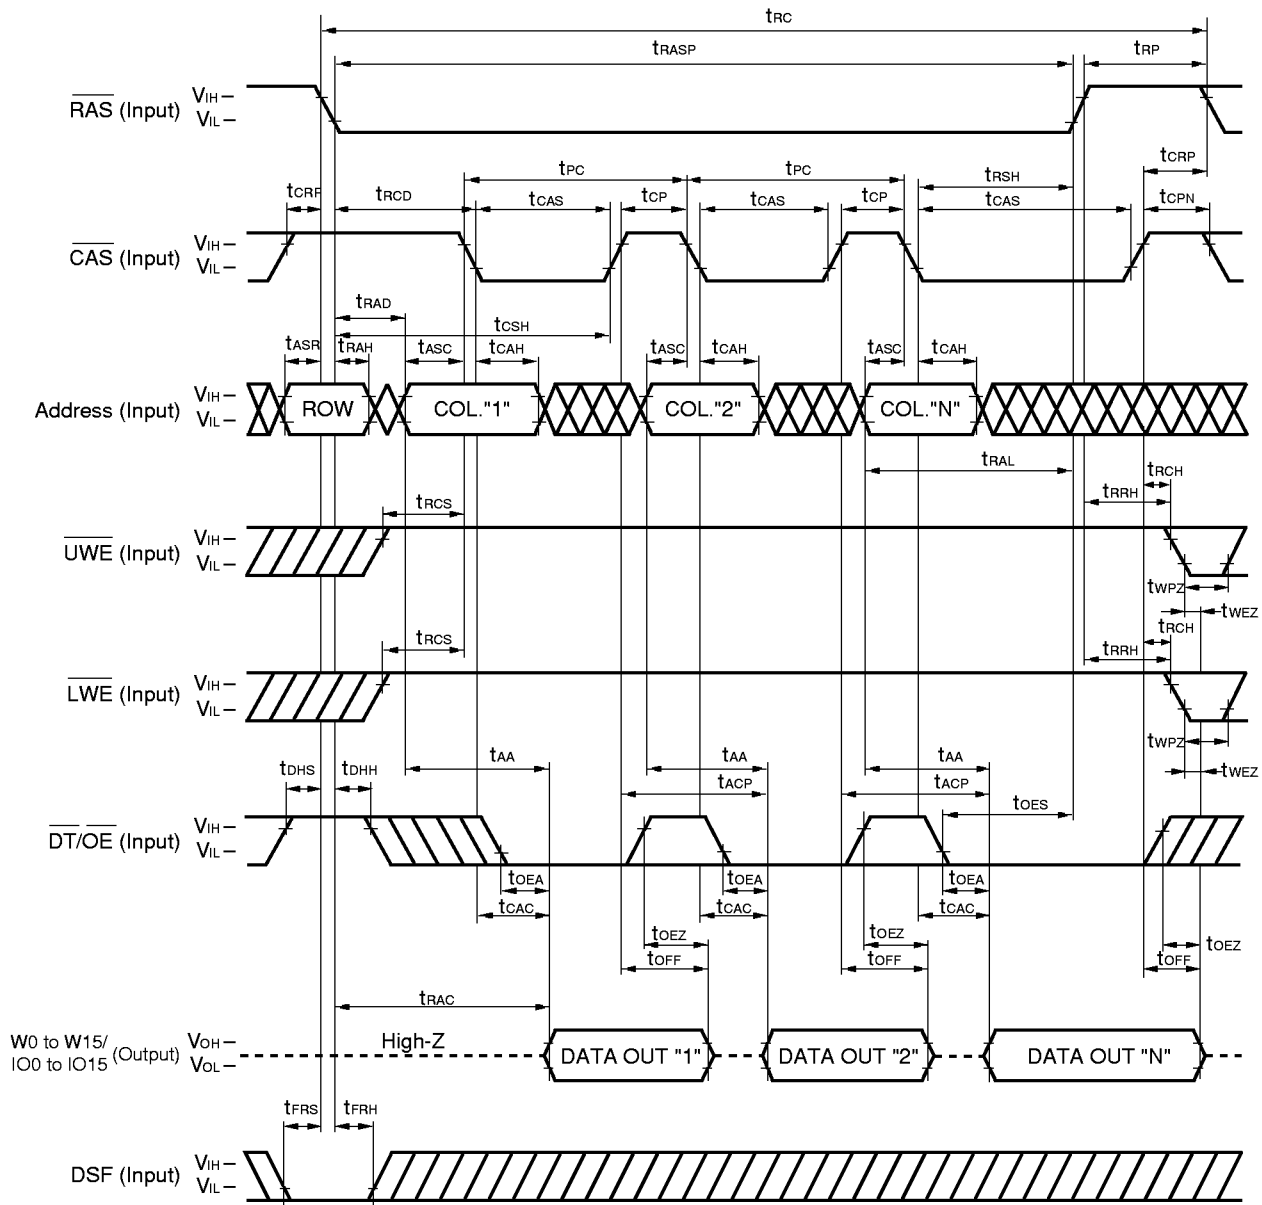 tRC
tRASP tRP
RAS (Input) VIH
VIL
tCRP
tPC tPC tRSH
tCRP tRCD tCAS tCP tCAS tCP tCAS tCPN
CAS (Input) VIH
VIL
tRAD
tCSH
tASR tRAH tASC tCAH tASC tCAH tASC tCAH
Address (Input) VIH
VIL
ROW COL."1" COL."2" COL."N"
tRAL tRCH
tRCS tRRH
UWE (Input) VIH
VIL
tWPZ
tWEZ
tRCS tRCH
tRRH
LWE (Input) VIH
VIL
tWPZ
tAA tAA tAA
tDHS tDHH tACP tACP tWEZ
tOES
DT/OE (Input) VIH
VIL
tOEA tOEA tOEA
tCAC tCAC tCAC
tOEZ tOEZ tOEZ
tOFF tOFF tOFF
tRAC
W0 to W15/
IO0 to IO15 (Output) VOH
VOL
High-Z DATA OUT "1" DATA OUT "2" DATA OUT "N"
tFRS tFRH
DSF (Input) VIH
VIL